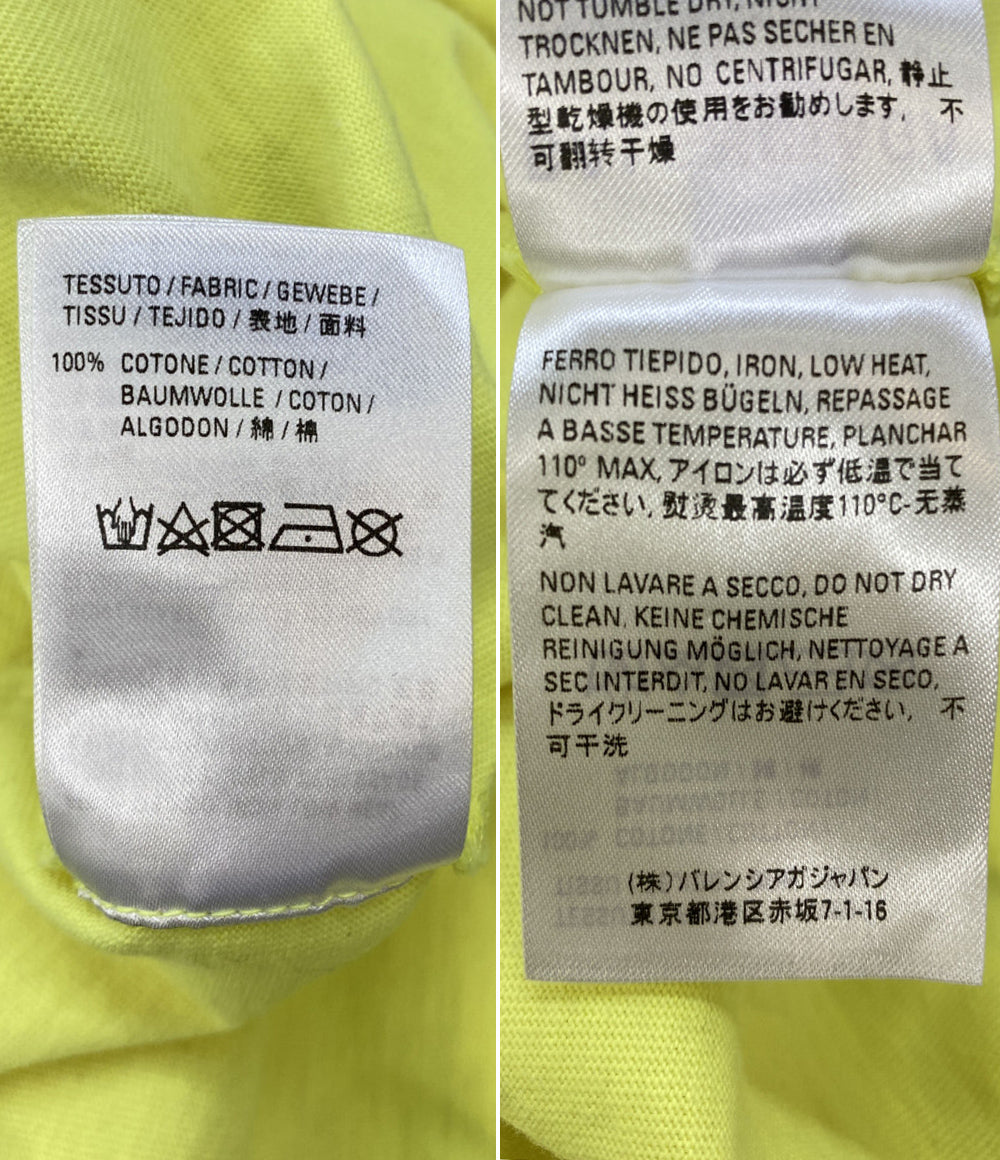 TESSUTO / FABRIC / GEWEBE /
TISSU / TEJIDO / 表地 / 面料
100% COTONE / COTTON /
BAUMWOLLE / COTON /
ALGODON / 綿 / 棉
NOT TUMBLE DRY, NICHT
TROCKNEN, NE PAS SECHER EN
TAMBOUR, NO CENTRIFUGAR, 静止
型乾燥機の使用をお勧めします, 不
可翻转干燥
FERRO TIEPIDO, IRON, LOW HEAT,
NICHT HEISS BÜGELN, REPASSAGE
A BASSE TEMPERATURE, PLANCHAR
110° MAX, アイロンは必ず低温で当て
てください, 熨烫最高温度110°C-无蒸
汽
NON LAVARE A SECCO, DO NOT DRY
CLEAN, KEINE CHEMISCHE
REINIGUNG MÖGLICH, NETTOYAGE A
SEC INTERDIT, NO LAVAR EN SECO,
ドライクリーニングはお避けください, 不
可干洗
(株)バレンシアガジャパン
東京都港区赤坂7-1-16